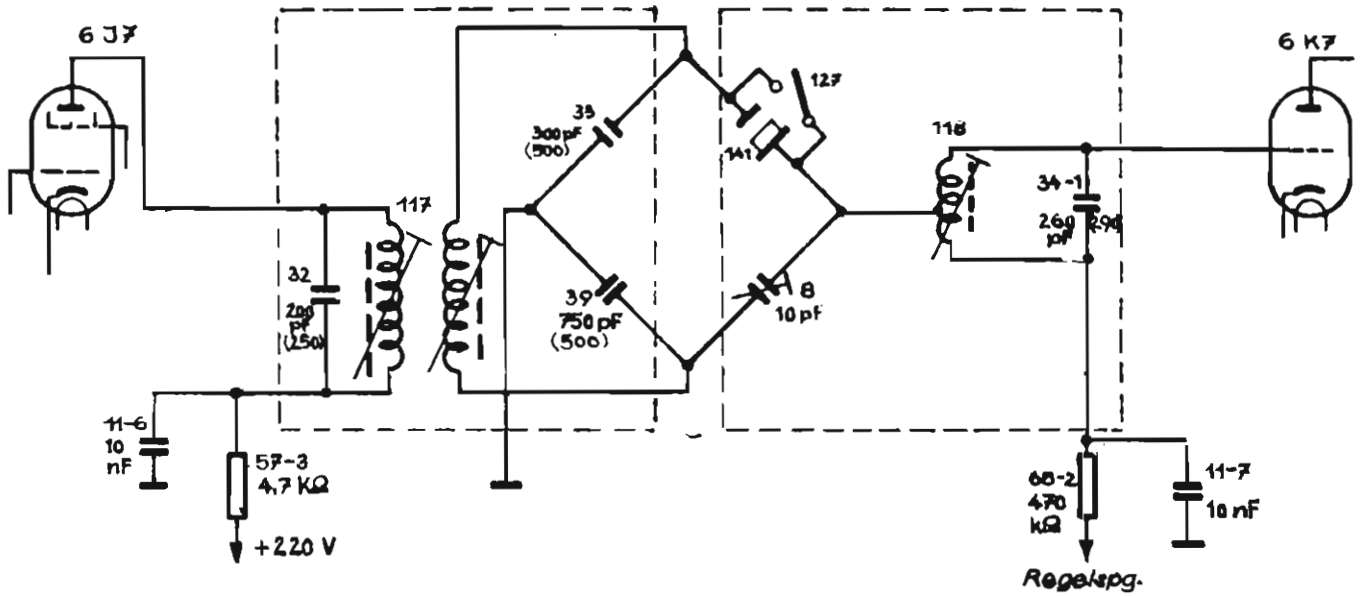 6 J7
6 K7
127
33
300 pF
(500)
141
118
117
34-1
260
pF
290
32
200
pF
(250)
39
750 pF
(500)
8
10 pF
11-6
10
nF
57-3
4,7 kΩ
+220 V
68-2
470
kΩ
11-7
10 nF
Regelspg.